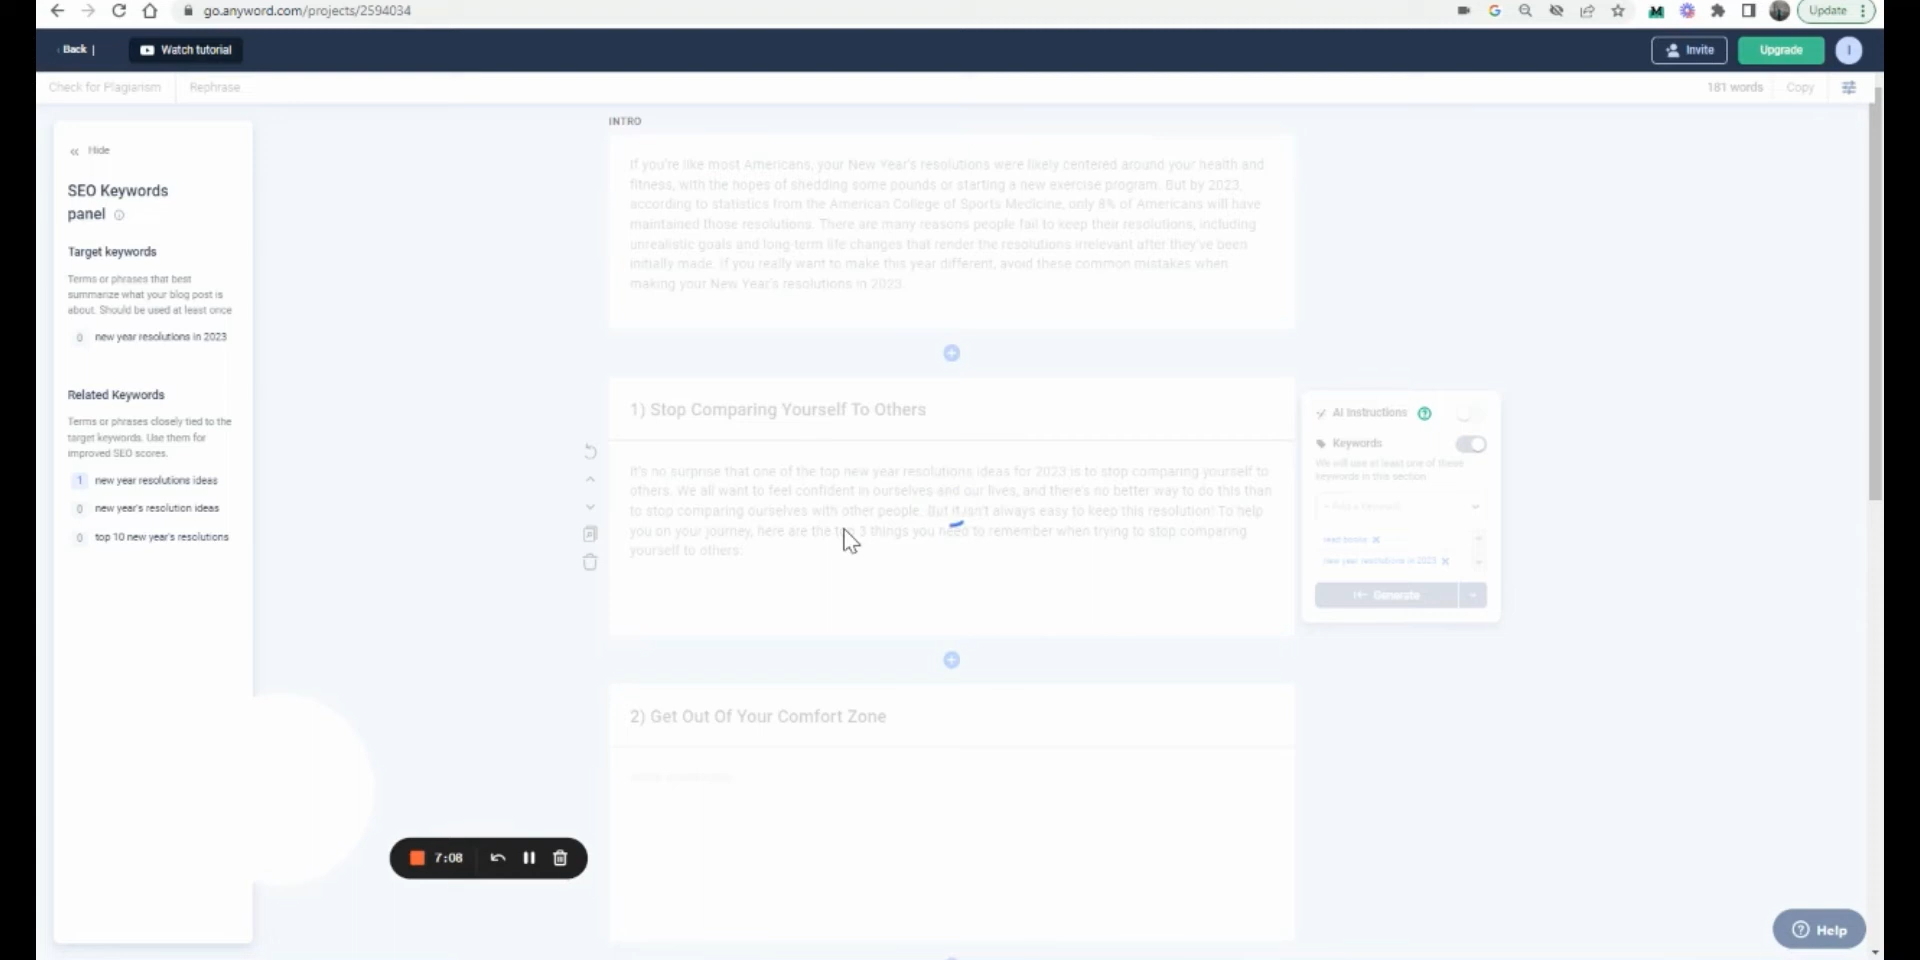 go.anyword.com/projects/2594034
Update
Back |
Watch tutorial
Invite
Upgrade
I
Check for Plagiarism
Rephrase
181 words
Copy
Hide
SEO Keywords
panel
Target keywords
Terms or phrases that best
summarize what your blog post is
about. Should be used at least once
0 new year resolutions in 2023
Related Keywords
Terms or phrases closely tied to the
target keywords. Use them for
improved SEO scores.
1 new year resolutions ideas
0 new year's resolution ideas
0 top 10 new year's resolutions
INTRO
If you're like most Americans, your New Year's resolutions were likely centered around your health and
fitness, with the hopes of shedding some pounds or starting a new exercise program. But by 2023,
according to statistics from the American College of Sports Medicine, only 8% of Americans will have
maintained those resolutions. There are many reasons people fail to keep their resolutions, including
unrealistic goals and long-term life changes that render the resolutions irrelevant after they've been
initially made. If you really want to make this year different, avoid these common mistakes when
making your New Year's resolutions in 2023.
1) Stop Comparing Yourself To Others
It's no surprise that one of the top new year resolutions ideas for 2023 is to stop comparing yourself to
others. We all want to feel confident in ourselves and our lives, and there's no better way to do this than
to stop comparing ourselves with other people. But it isn't always easy to keep this resolution! To help
you on your journey, here are the top 3 things you need to remember when trying to stop comparing
yourself to others:
AI Instructions
Keywords
We will use at least one of these
keywords in this section
+ Add a keyword
read books
new year resolutions in 2023
Generate
2) Get Out Of Your Comfort Zone
7:08
Help